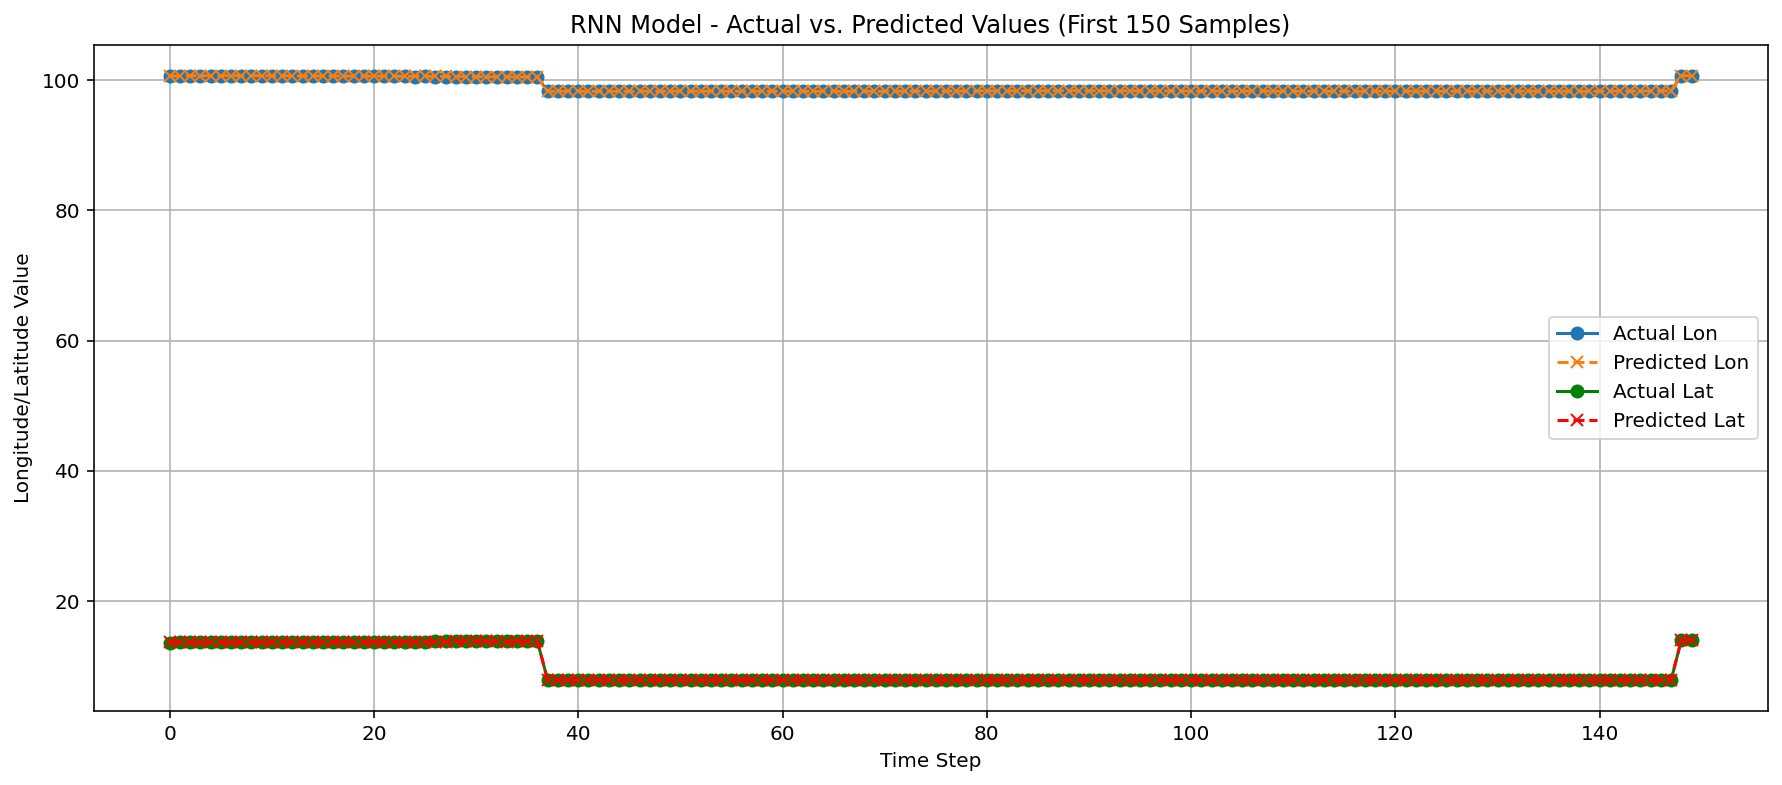 RNN Model - Actual vs. Predicted Values (First 150 Samples)
Longitude/Latitude Value
100
80
60
40
20
Actual Lon
Predicted Lon
Actual Lat
Predicted Lat
0 20 40 60 80 100 120 140
Time Step